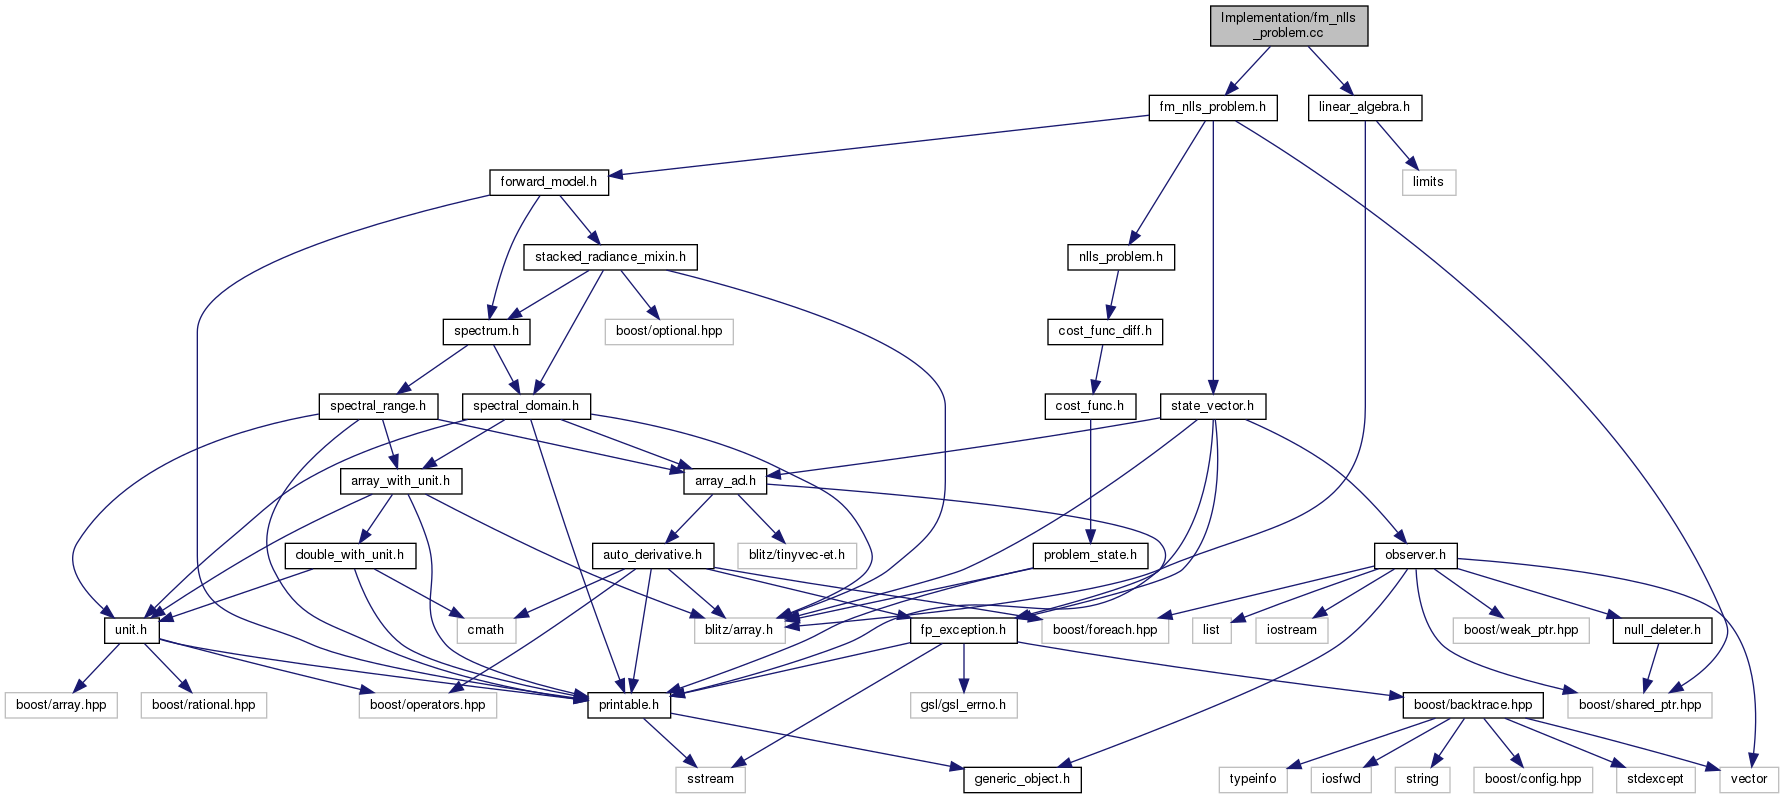 Implementation/fm_nlls
_problem.cc
fm_nlls_problem.h
linear_algebra.h
forward_model.h
limits
stacked_radiance_mixin.h
nlls_problem.h
spectrum.h
boost/optional.hpp
cost_func_diff.h
spectral_range.h
spectral_domain.h
cost_func.h
state_vector.h
array_with_unit.h
array_ad.h
double_with_unit.h
auto_derivative.h
blitz/tinyvec-et.h
problem_state.h
observer.h
unit.h
cmath
blitz/array.h
fp_exception.h
boost/foreach.hpp
list
iostream
boost/weak_ptr.hpp
null_deleter.h
boost/array.hpp
boost/rational.hpp
boost/operators.hpp
printable.h
gsl/gsl_errno.h
boost/backtrace.hpp
boost/shared_ptr.hpp
sstream
generic_object.h
typeinfo
iosfwd
string
boost/config.hpp
stdexcept
vector